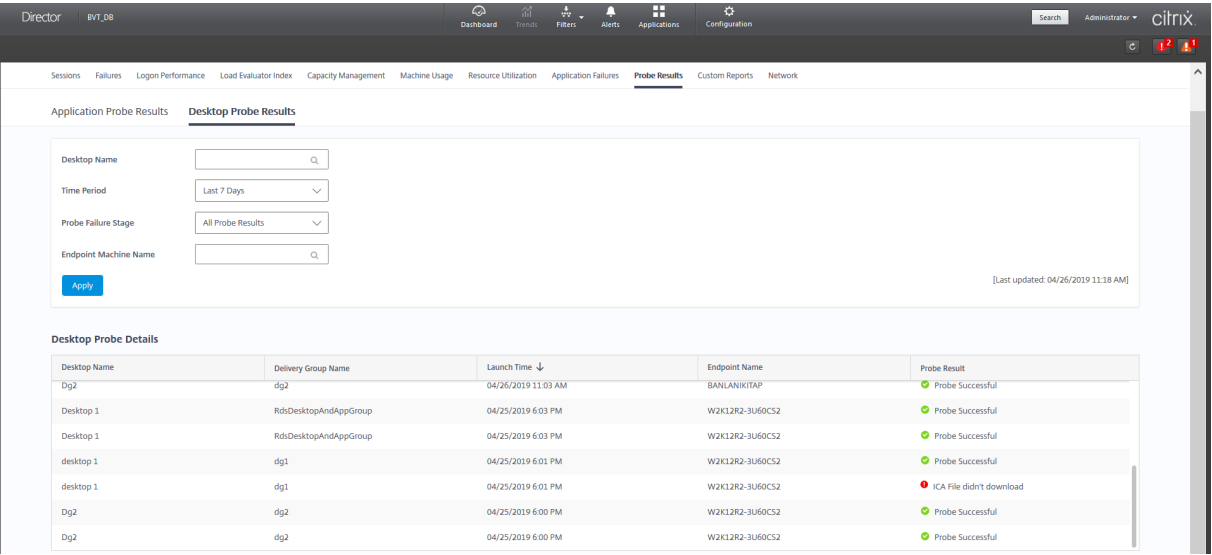 Director BVT_DB Dashboard Trends Filters Alerts Applications Configuration Search Administrator citrix
2 1
Sessions Failures Logon Performance Load Evaluator Index Capacity Management Machine Usage Resource Utilization Application Failures Probe Results Custom Reports Network
Application Probe Results Desktop Probe Results
Desktop Name
Time Period Last 7 Days
Probe Failure Stage All Probe Results
Endpoint Machine Name
Apply [Last updated: 04/26/2019 11:18 AM]
Desktop Probe Details
Desktop Name Delivery Group Name Launch Time Endpoint Name Probe Result
Dg2 dg2 04/26/2019 11:03 AM BANLANIKITAP Probe Successful
Desktop 1 RdsDesktopAndAppGroup 04/25/2019 6:03 PM W2K12R2-3U60CS2 Probe Successful
Desktop 1 RdsDesktopAndAppGroup 04/25/2019 6:03 PM W2K12R2-3U60CS2 Probe Successful
desktop 1 dg1 04/25/2019 6:01 PM W2K12R2-3U60CS2 Probe Successful
desktop 1 dg1 04/25/2019 6:01 PM W2K12R2-3U60CS2 ICA File didn't download
Dg2 dg2 04/25/2019 6:00 PM W2K12R2-3U60CS2 Probe Successful
Dg2 dg2 04/25/2019 6:00 PM W2K12R2-3U60CS2 Probe Successful